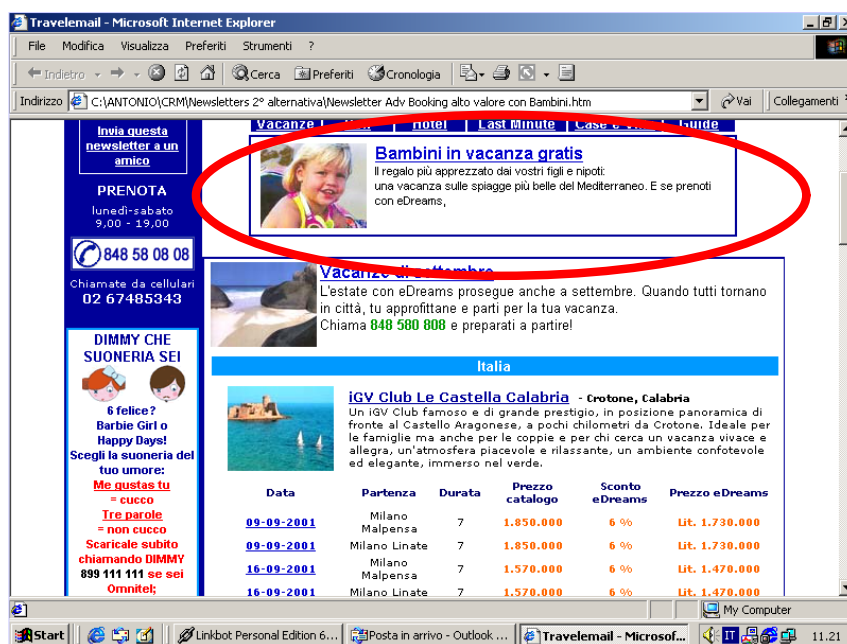 Travelemail - Microsoft Internet Explorer
File Modifica Visualizza Preferiti Strumenti ?
Indietro Cerca Preferiti Cronologia
Indirizzo C:\ANTONIO\CRM\Newsletters 2° alternativa\Newsletter Adv Booking alto valore con Bambini.htm Vai Collegamenti
Invia questa
newsletter a un
amico
PRENOTA
lunedì-sabato
9,00 - 19,00
848 58 08 08
Chiamate da cellulari
02 67485343
DIMMY CHE
SUONERIA SEI
6 felice?
Barbie Girl o
Happy Days!
Scegli la suoneria del
tuo umore:
Me gustas tu
= cucco
Tre parole
= non cucco
Scaricale subito
chiamando DIMMY
899 111 111 se sei
Omnitel;
Vacanze Hotel Last Minute Case e Guide
Bambini in vacanza gratis
Il regalo più apprezzato dai vostri figli e nipoti:
una vacanza sulle spiagge più belle del Mediterraneo. E se prenoti
con eDreams,
Vacanze di settembre
L'estate con eDreams prosegue anche a settembre. Quando tutti tornano
in città, tu approfittane e parti per la tua vacanza.
Chiama 848 580 808 e preparati a partire!
Italia
iGV Club Le Castella Calabria - Crotone, Calabria
Un iGV Club famoso e di grande prestigio, in posizione panoramica di
fronte al Castello Aragonese, a pochi chilometri da Crotone. Ideale per
le famiglie ma anche per le coppie e per chi cerca un vacanza vivace e
allegra, un'atmosfera piacevole e rilassante, un ambiente confotevole
ed elegante, immerso nel verde.
Data Partenza Durata Prezzo catalogo Sconto eDreams Prezzo eDreams
09-09-2001 Milano Malpensa 7 1.850.000 6 % Lit. 1.730.000
09-09-2001 Milano Linate 7 1.850.000 6 % Lit. 1.730.000
16-09-2001 Milano Malpensa 7 1.570.000 6 % Lit. 1.470.000
16-09-2001 Milano Linate 7 1.570.000 6 % Lit. 1.470.000
My Computer
Start Linkbot Personal Edition 6... Posta in arrivo - Outlook ... Travelemail - Microsof... IT 11.21